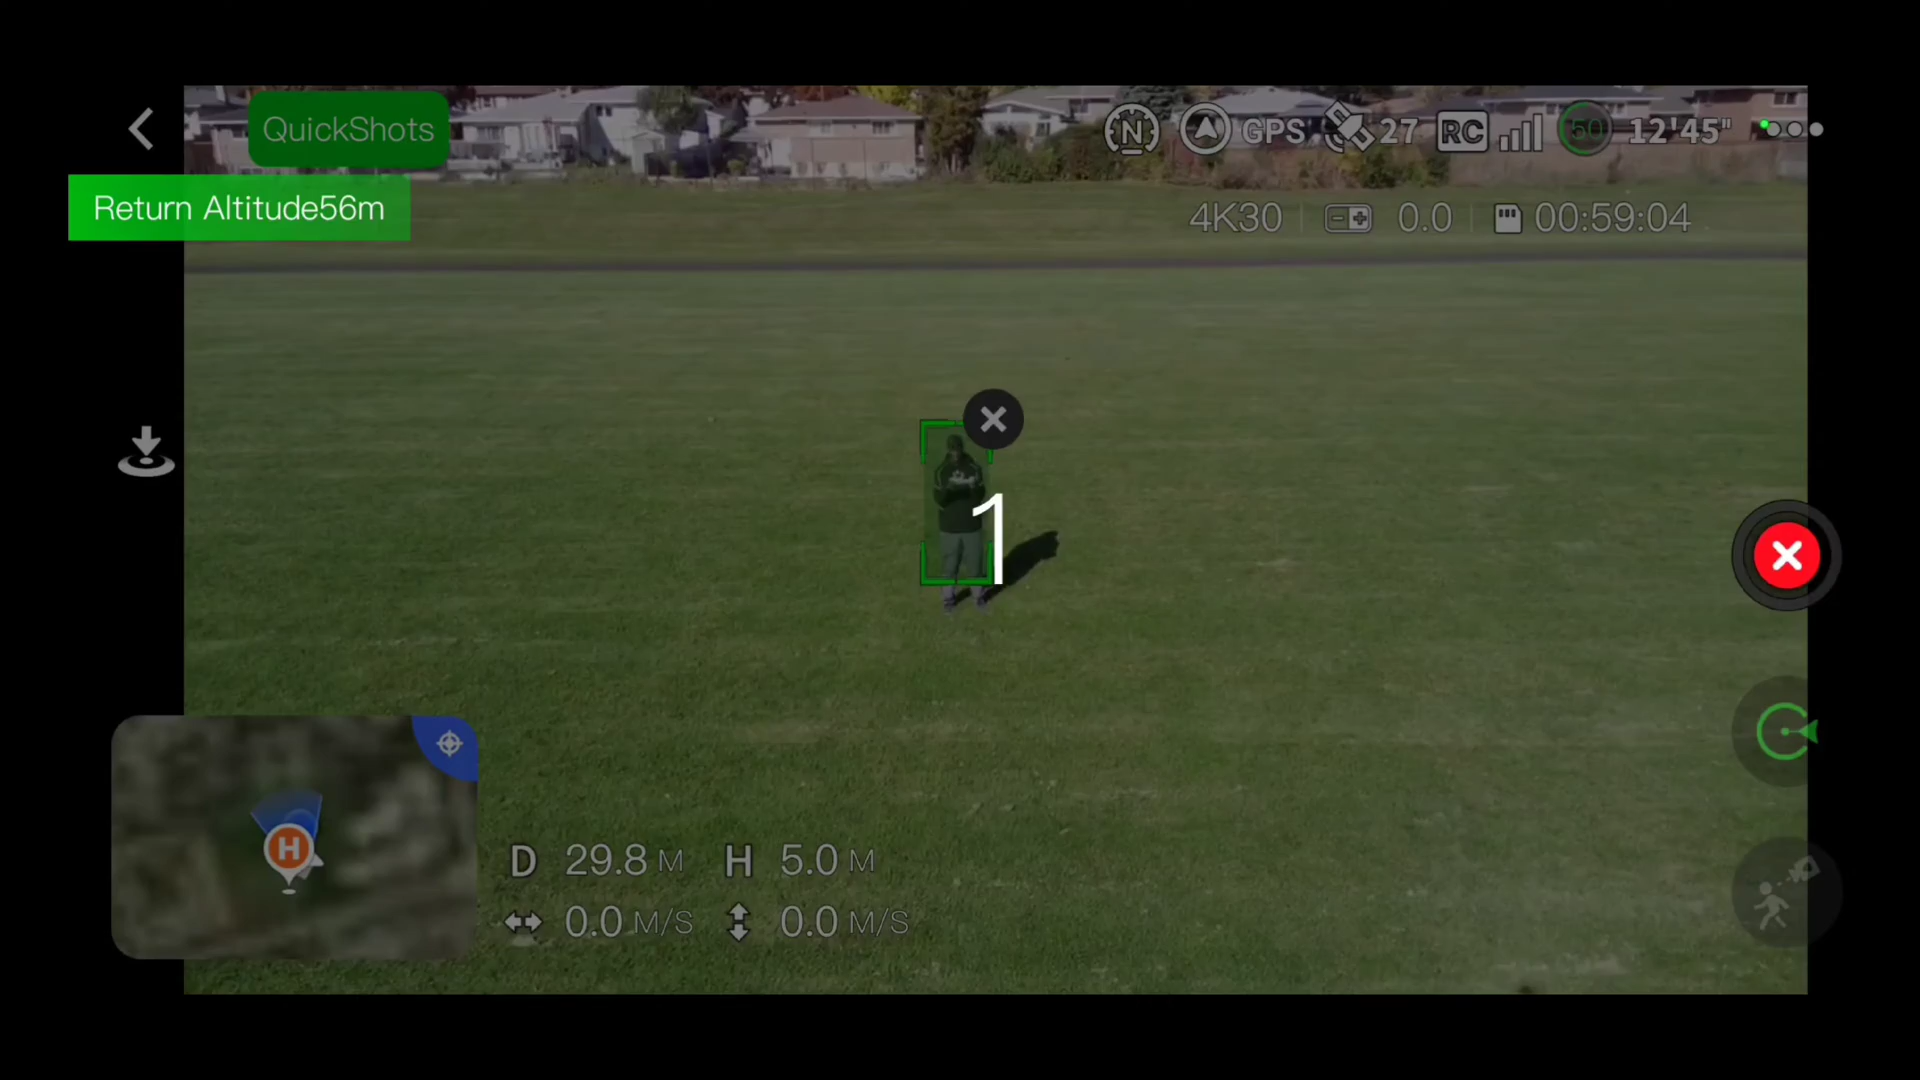 QuickShots
N GPS 27 RC 50 12'45"
Return Altitude56m
4K30 0.0 00:59:04
1
H
D 29.8 M H 5.0 M
0.0 M/S 0.0 M/S